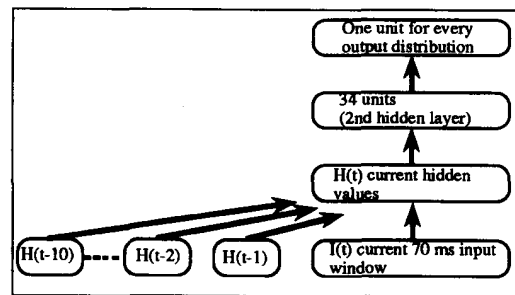 One unit for every
output distribution
34 units
(2nd hidden layer)
H(t) current hidden
values
H(t-10)
H(t-2)
H(t-1)
I(t) current 70 ms input
window